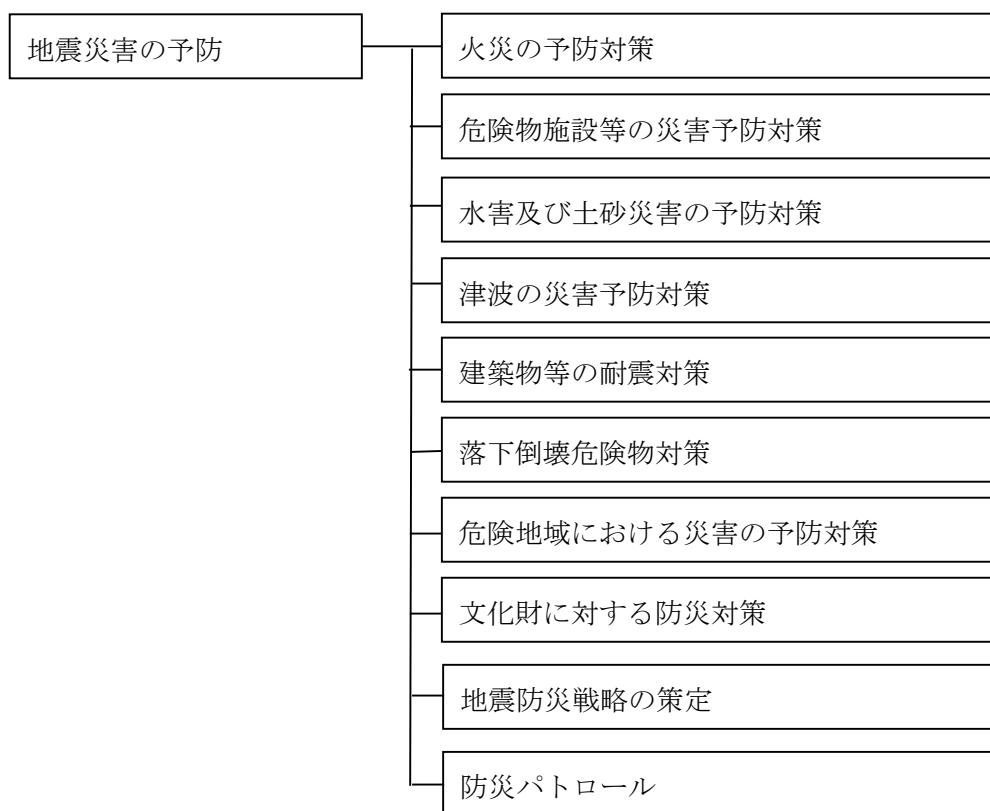 地震災害の予防
火災の予防対策
危険物施設等の災害予防対策
水害及び土砂災害の予防対策
津波の災害予防対策
建築物等の耐震対策
落下倒壊危険物対策
危険地域における災害の予防対策
文化財に対する防災対策
地震防災戦略の策定
防災パトロール